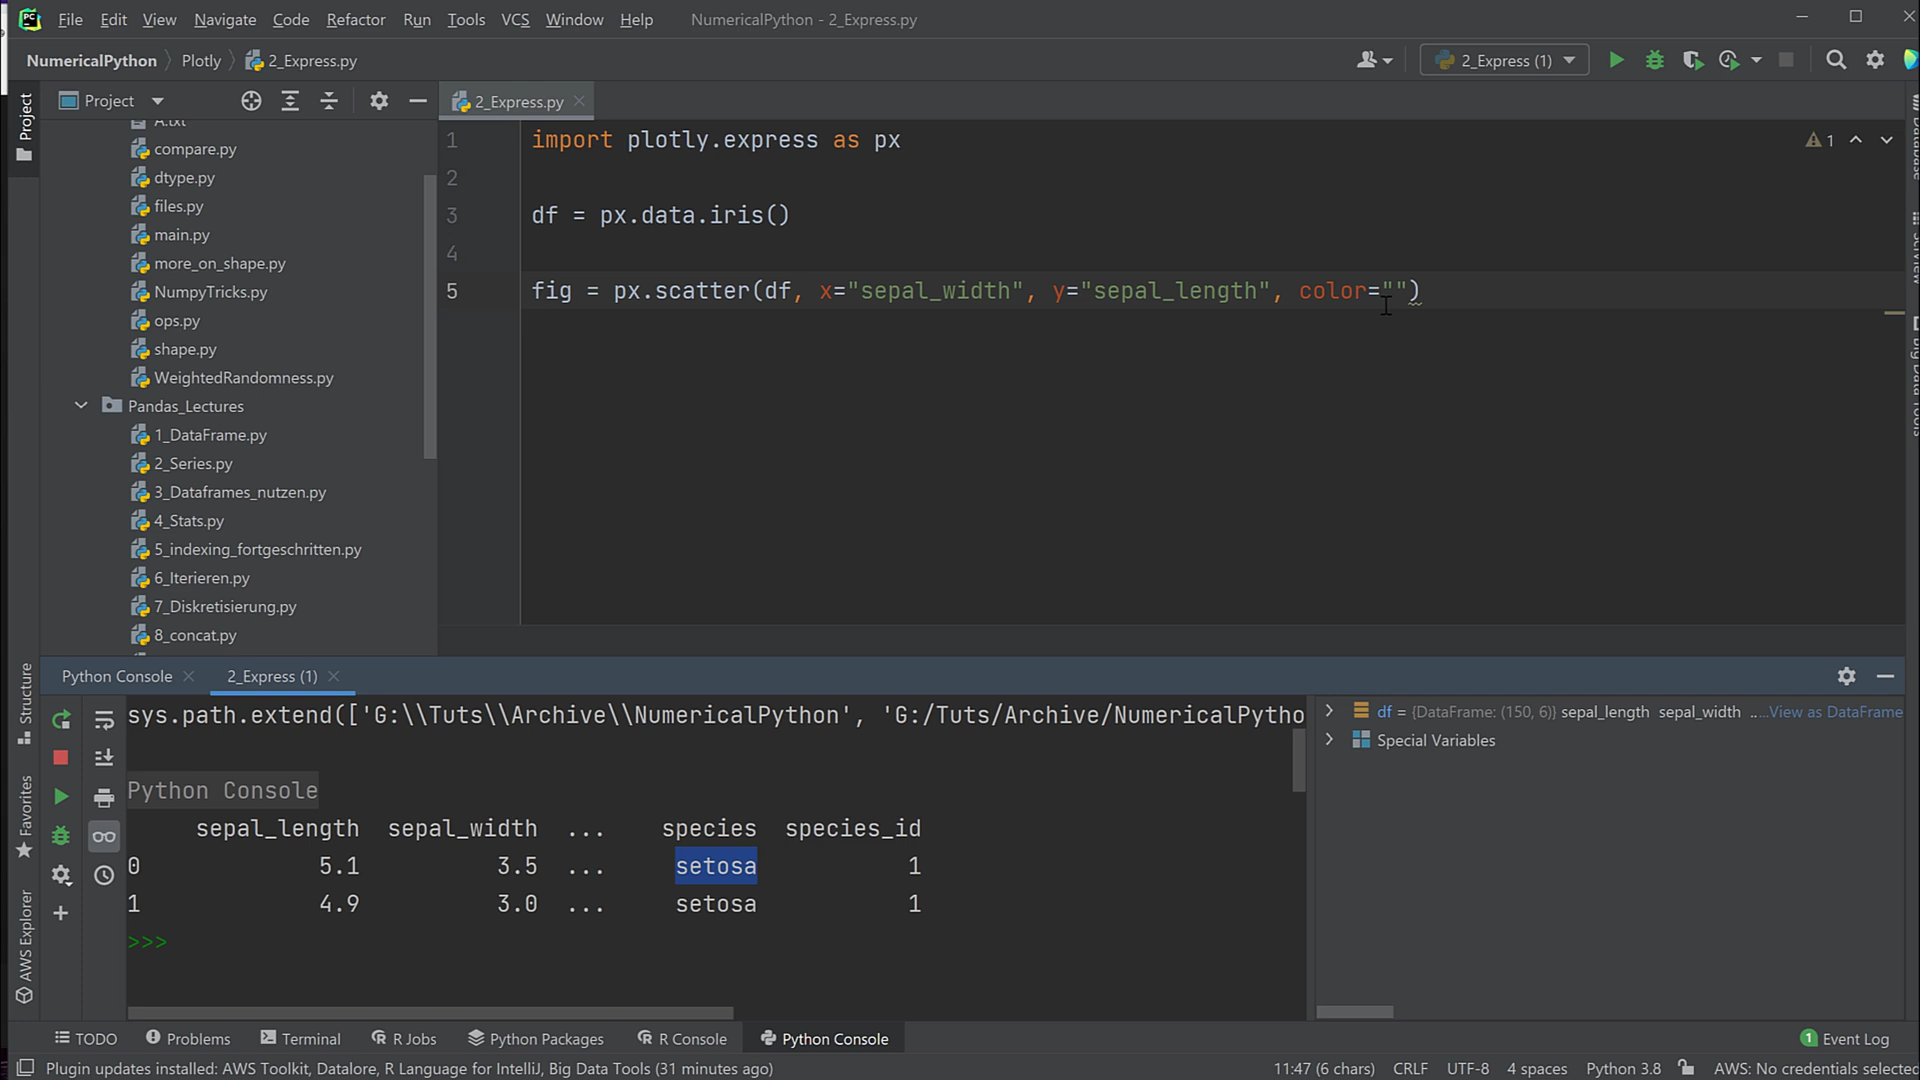 File Edit View Navigate Code Refactor Run Tools VCS Window Help NumericalPython - 2_Express.py
NumericalPython Plotly 2_Express.py 2_Express (1)
Project
2_Express.py
A.txt
compare.py
dtype.py
files.py
main.py
more_on_shape.py
NumpyTricks.py
ops.py
shape.py
WeightedRandomness.py
Pandas_Lectures
1_DataFrame.py
2_Series.py
3_Dataframes_nutzen.py
4_Stats.py
5_indexing_fortgeschritten.py
6_Iterieren.py
7_Diskretisierung.py
8_concat.py
1 import plotly.express as px
2
3 df = px.data.iris()
4
5 fig = px.scatter(df, x="sepal_width", y="sepal_length", color="")
1
Project
Structure
Favorites
AWS Explorer
Database
SciView
Big Data Tools
Python Console 2_Express (1)
sys.path.extend(['G:\\Tuts\\Archive\\NumericalPython', 'G:/Tuts/Archive/NumericalPytho
Python Console
sepal_length sepal_width ... species species_id
0 5.1 3.5 ... setosa 1
1 4.9 3.0 ... setosa 1
>>>
df = {DataFrame: (150, 6)} sepal_length sepal_width .. ...View as DataFrame
Special Variables
TODO Problems Terminal R Jobs Python Packages R Console Python Console 1 Event Log
Plugin updates installed: AWS Toolkit, Datalore, R Language for IntelliJ, Big Data Tools (31 minutes ago) 11:47 (6 chars) CRLF UTF-8 4 spaces Python 3.8 AWS: No credentials selected